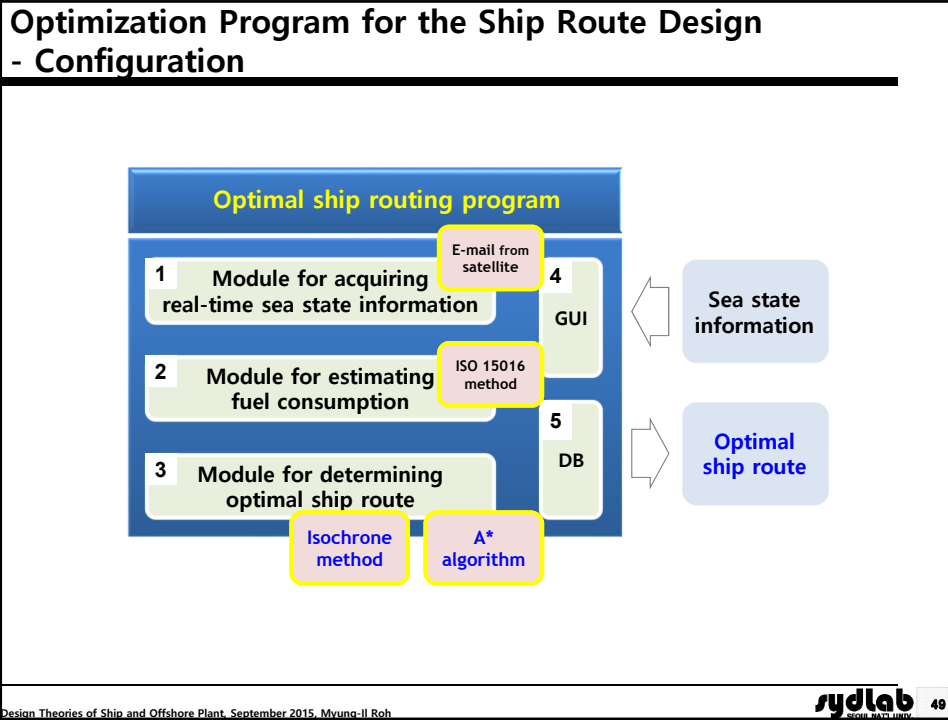 Optimization Program for the Ship Route Design
- Configuration
Optimal ship routing program
E-mail from
satellite
1
Module for acquiring
real-time sea state information
4
GUI
Sea state
information
2
Module for estimating
fuel consumption
ISO 15016
method
5
DB
Optimal
ship route
3
Module for determining
optimal ship route
Isochrone
method
A*
algorithm
Design Theories of Ship and Offshore Plant, September 2015, Myung-Il Roh
sydlab
SEOUL NAT'L UNIV.
49